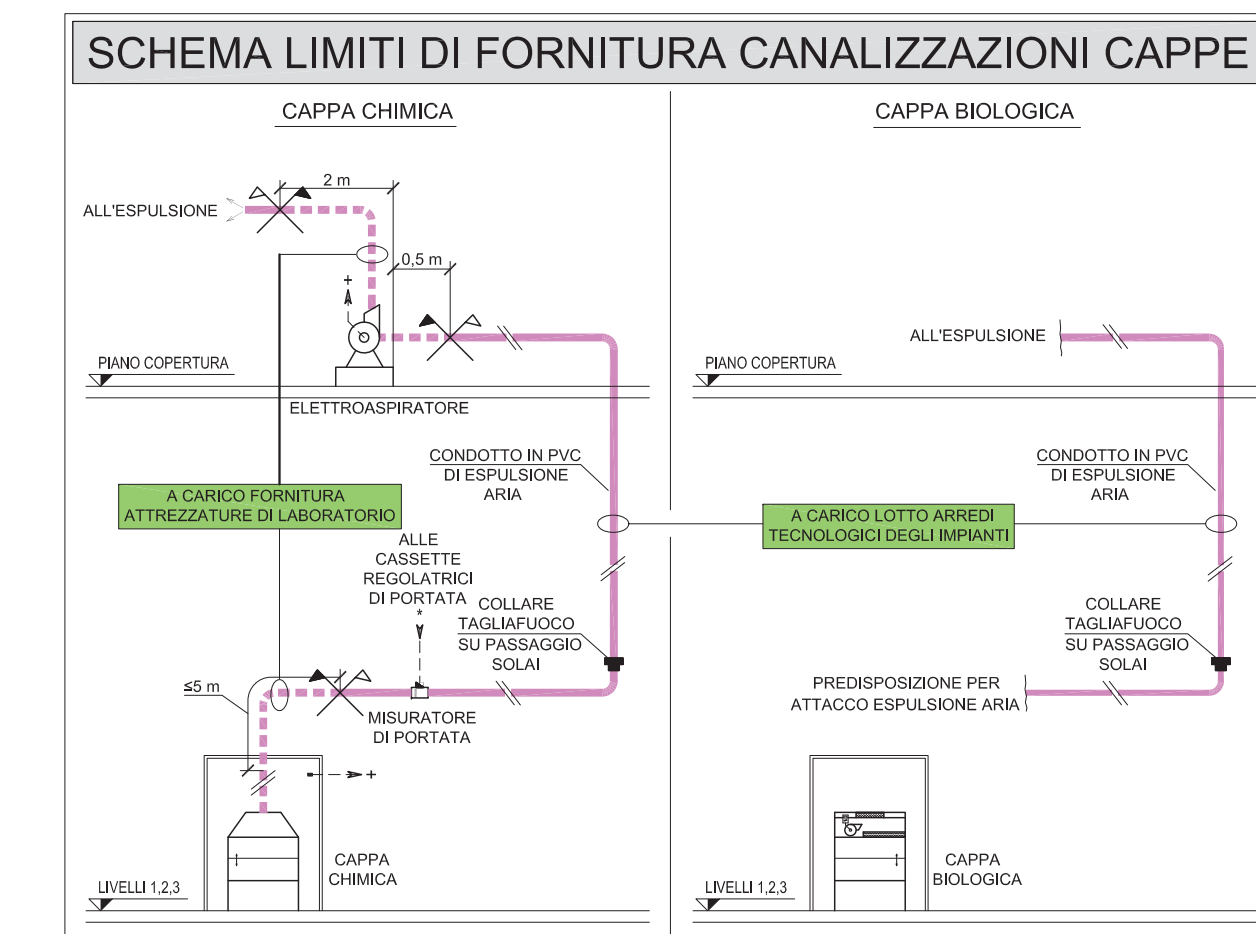 SCHEMA LIMITI DI FORNITURA CANALIZZAZIONI CAPPE
CAPPA CHIMICA
2 m
ALL'ESPULSIONE
0,5 m
+
PIANO COPERTURA
ELETTROASPIRATORE
CONDOTTO IN PVC
DI ESPULSIONE
ARIA
A CARICO FORNITURA
ATTREZZATURE DI LABORATORIO
ALLE
CASSETTE
REGOLATRICI
DI PORTATA
*
COLLARE
TAGLIAFUOCO
SU PASSAGGIO
SOLAI
≤5 m
MISURATORE
DI PORTATA
+
CAPPA
CHIMICA
LIVELLI 1,2,3
A CARICO LOTTO ARREDI
TECNOLOGICI DEGLI IMPIANTI
CAPPA BIOLOGICA
ALL'ESPULSIONE
PIANO COPERTURA
CONDOTTO IN PVC
DI ESPULSIONE
ARIA
COLLARE
TAGLIAFUOCO
SU PASSAGGIO
SOLAI
PREDISPOSIZIONE PER
ATTACCO ESPULSIONE ARIA
CAPPA
BIOLOGICA
LIVELLI 1,2,3